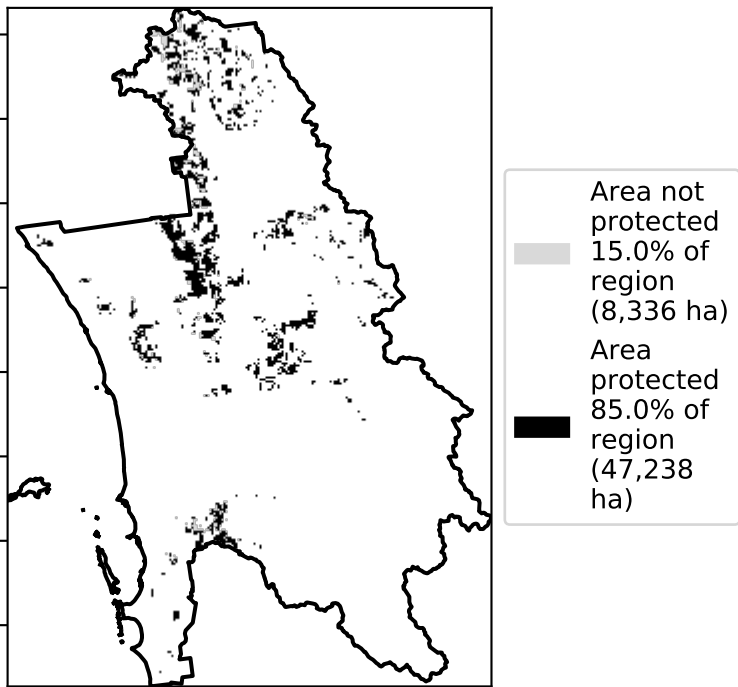 Area not
protected
15.0% of
region
(8,336 ha)
Area
protected
85.0% of
region
(47,238
ha)